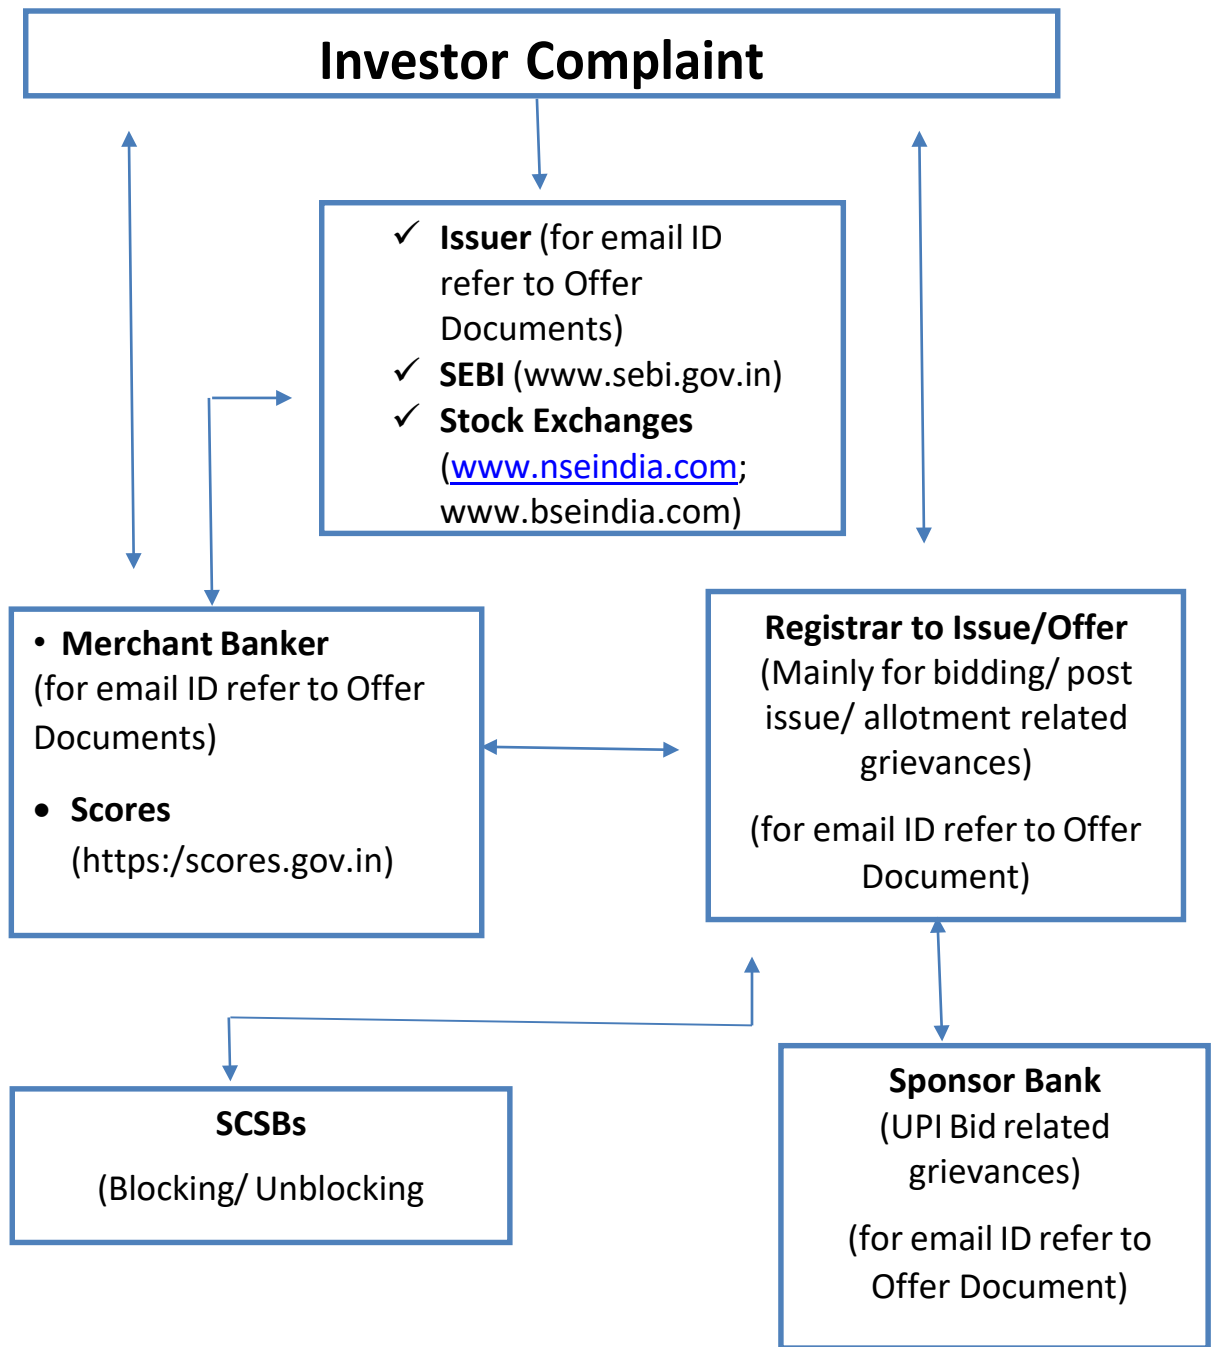 Investor Complaint
✓ Issuer (for email ID
refer to Offer
Documents)
✓ SEBI (www.sebi.gov.in)
✓ Stock Exchanges
(www.nseindia.com;
www.bseindia.com)
• Merchant Banker
(for email ID refer to Offer
Documents)
• Scores
(https:/scores.gov.in)
Registrar to Issue/Offer
(Mainly for bidding/ post
issue/ allotment related
grievances)
(for email ID refer to Offer
Document)
SCSBs
(Blocking/ Unblocking
Sponsor Bank
(UPI Bid related
grievances)
(for email ID refer to
Offer Document)